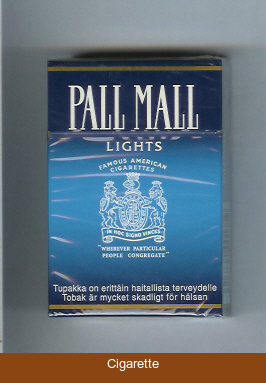 PALL MALL
LIGHTS
FAMOUS AMERICAN
CIGARETTES
IN HOC SIGNO VINCES
"WHEREVER PARTICULAR
PEOPLE CONGREGATE"
Tupakka on erittäin haitallista terveydelle
Tobak är mycket skadligt för hälsan
Cigarette